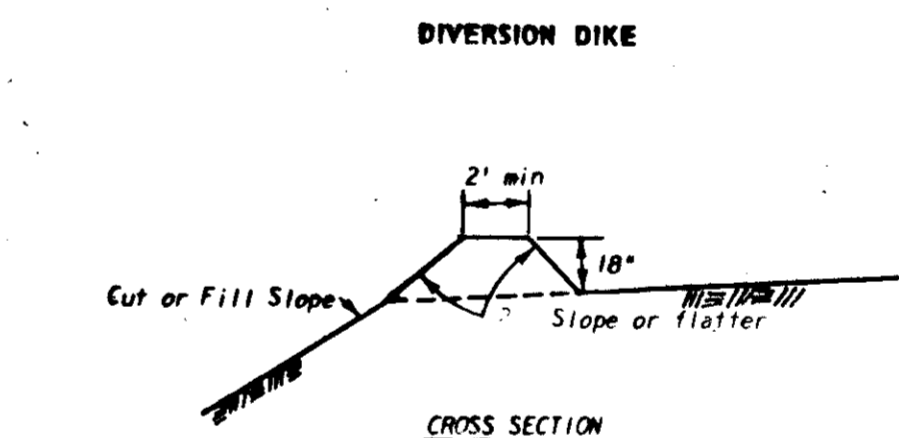 DIVERSION DIKE
2' min
18"
Cut or Fill Slope
Slope or flatter
CROSS SECTION